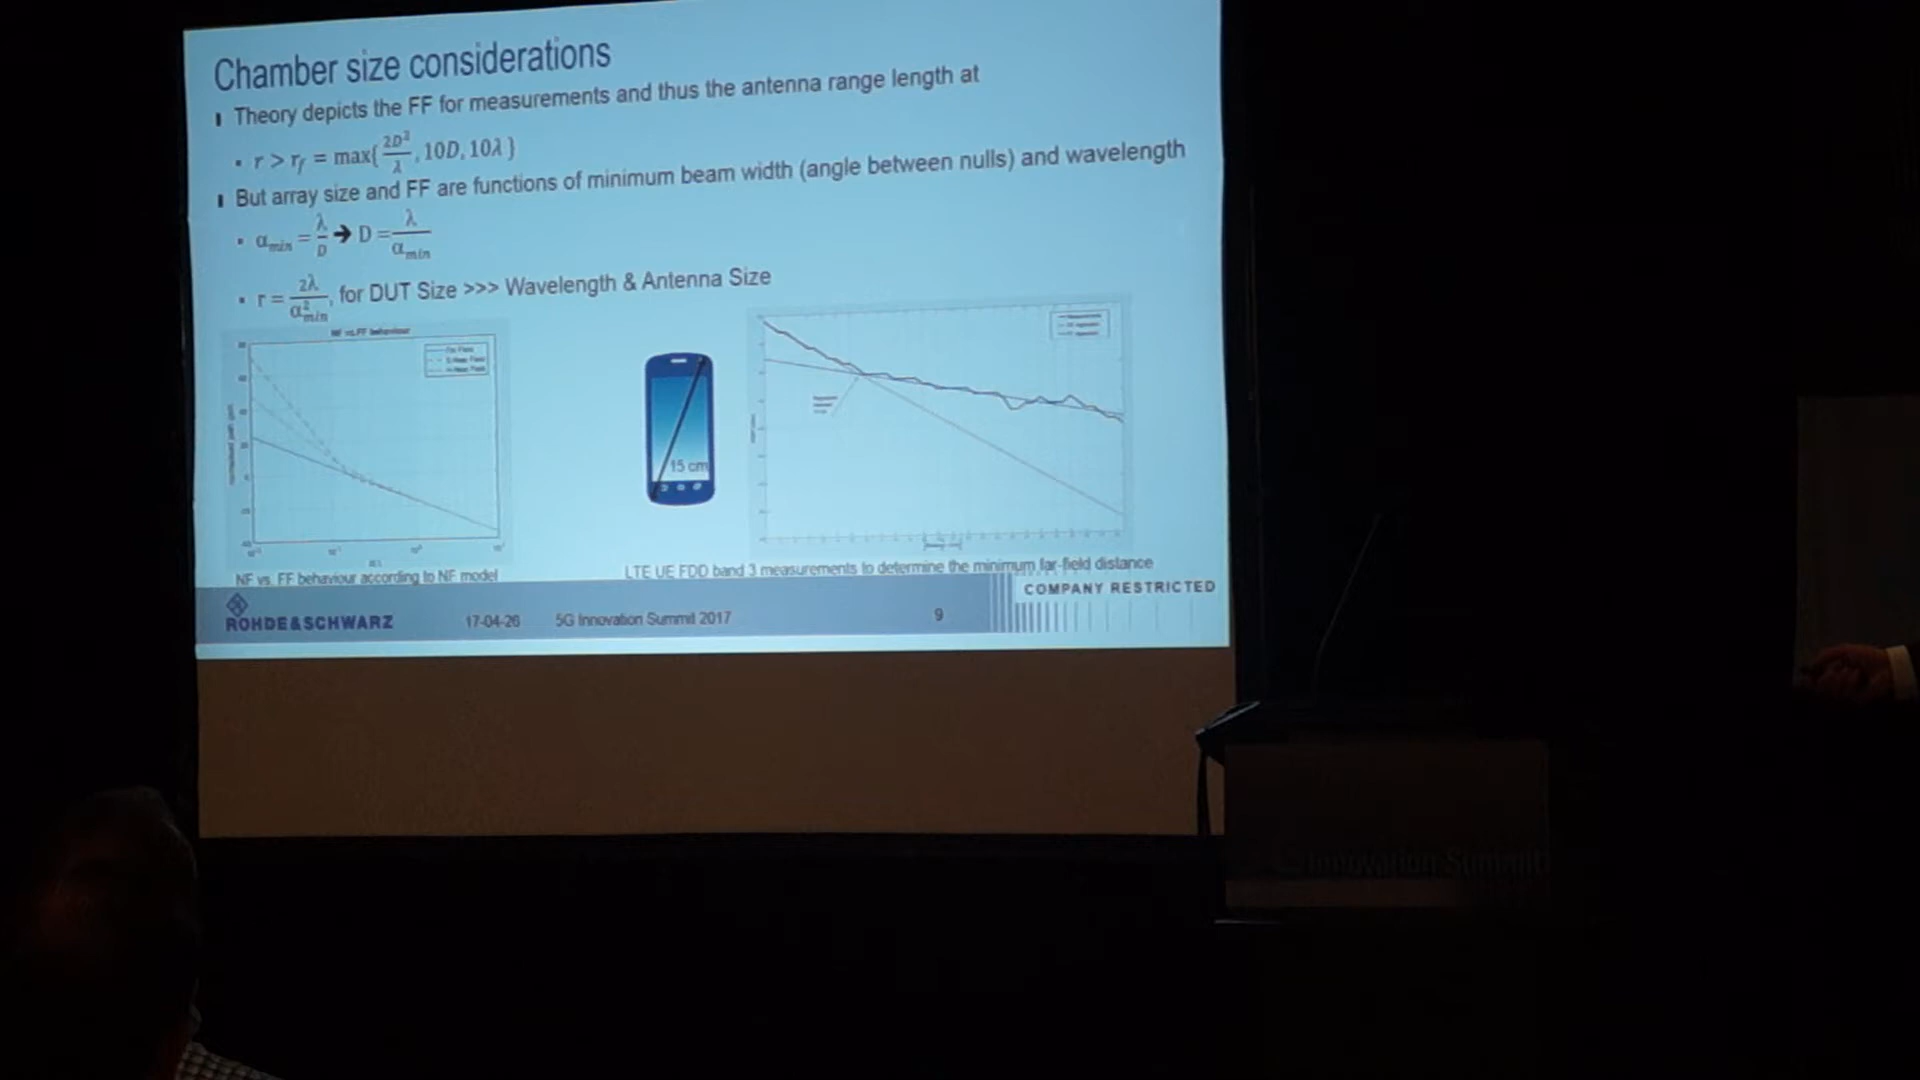 Chamber size considerations
Theory depicts the FF for measurements and thus the antenna range length at
r > r_f = max{2D²/λ, 10D, 10λ}
But array size and FF are functions of minimum beam width (angle between nulls) and wavelength
α_min = λ/D → D = λ/α_min
r = 2λ/α²_min, for DUT Size >>> Wavelength & Antenna Size
NF vs. FF behaviour
Far Field
15 cm
NF vs. FF behaviour according to NF model
LTE UE FDD band 3 measurements to determine the minimum far-field distance
COMPANY RESTRICTED
ROHDE&SCHWARZ
17-04-26
5G Innovation Summit 2017
9
Innovation Summit